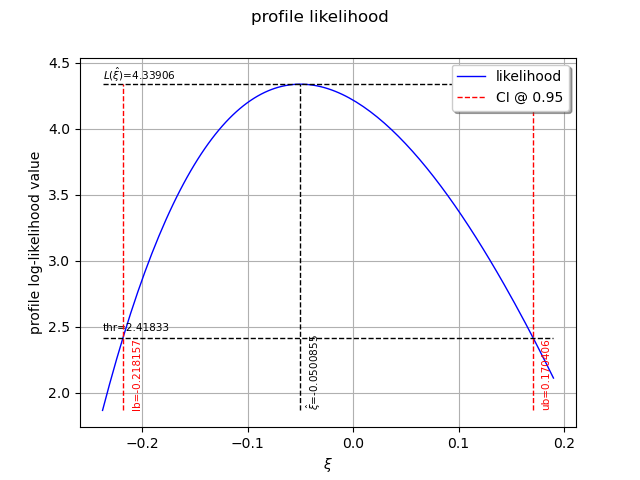 profile likelihood
4.5
4.0
3.5
3.0
2.5
2.0
profile log-likelihood value
L(ξ̂)=4.33906
likelihood
CI @ 0.95
thr=2.41833
lb=-0.218157
ξ̂=-0.0500855
ub=0.170406
−0.2
−0.1
0.0
0.1
0.2
ξ